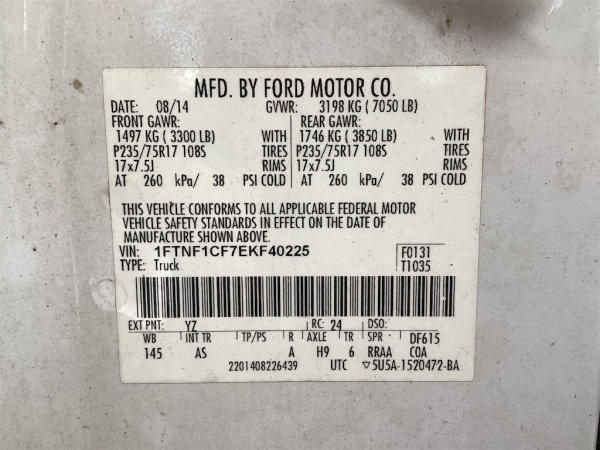 MFD. BY FORD MOTOR CO.
DATE: 08/14 GVWR: 3198 KG ( 7050 LB)
FRONT GAWR: REAR GAWR:
1497 KG ( 3300 LB) WITH 1746 KG ( 3850 LB) WITH
P235/75R17 108S TIRES P235/75R17 108S TIRES
17x7.5J RIMS 17x7.5J RIMS
AT 260 kPa/ 38 PSI COLD AT 260 kPa/ 38 PSI COLD
THIS VEHICLE CONFORMS TO ALL APPLICABLE FEDERAL MOTOR
VEHICLE SAFETY STANDARDS IN EFFECT ON THE DATE OF
MANUFACTURE SHOWN ABOVE.
VIN: 1FTNF1CF7EKF40225 F0131
TYPE: Truck T1035
EXT PNT: YZ RC: 24 DSO:
WB INT TR TP/PS R AXLE TR SPR DF615
145 AS A H9 6 RRAA COA
2201408226439 UTC ▽5U5A-1520472-BA